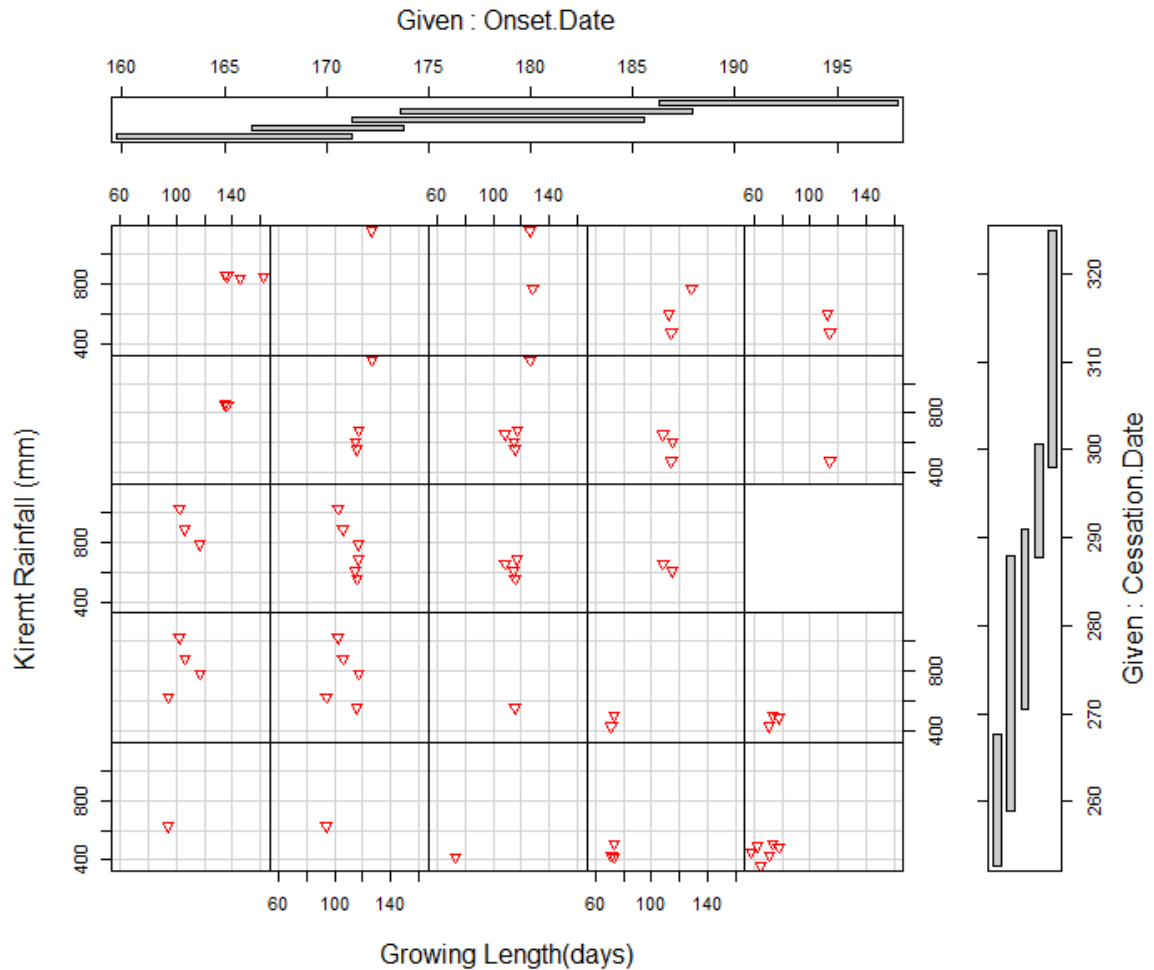 Given : Onset.Date
160 165 170 175 180 185 190 195
60 100 140 60 100 140 60 100 140
800
400
800
400
800
400
800
400
800
400
60 100 140 60 100 140
Growing Length(days)
Kiremt Rainfall (mm)
320
310
300
290
280
270
260
Given : Cessation.Date